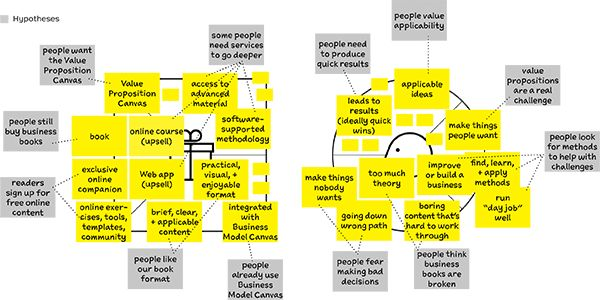 Hypotheses
people want
the Value
Proposition
Canvas
some people
need services
to go deeper
Value
Proposition
Canvas
access to
advanced
material
people still
buy business
books
book
online course
(upsell)
software-
supported
methodology
exclusive
online
companion
Web app
(upsell)
practical,
visual, +
enjoyable
format
readers
sign up for
free online
content
online exer-
cises, tools,
templates,
community
brief, clear,
+ applicable
content
integrated
with
Business
Model Canvas
people like
our book
format
people
already use
Business
Model Canvas
people value
applicability
people need
to produce
quick results
applicable
ideas
value
propositions
are a real
challenge
leads to
results
(ideally quick
wins)
make things
people want
people look
for methods
to help with
challenges
make things
nobody
wants
too much
theory
improve
or build a
business
find, learn,
+ apply
methods
going down
wrong path
boring
content that's
hard to work
through
run
"day job"
well
people fear
making bad
decisions
people think
business
books are
broken